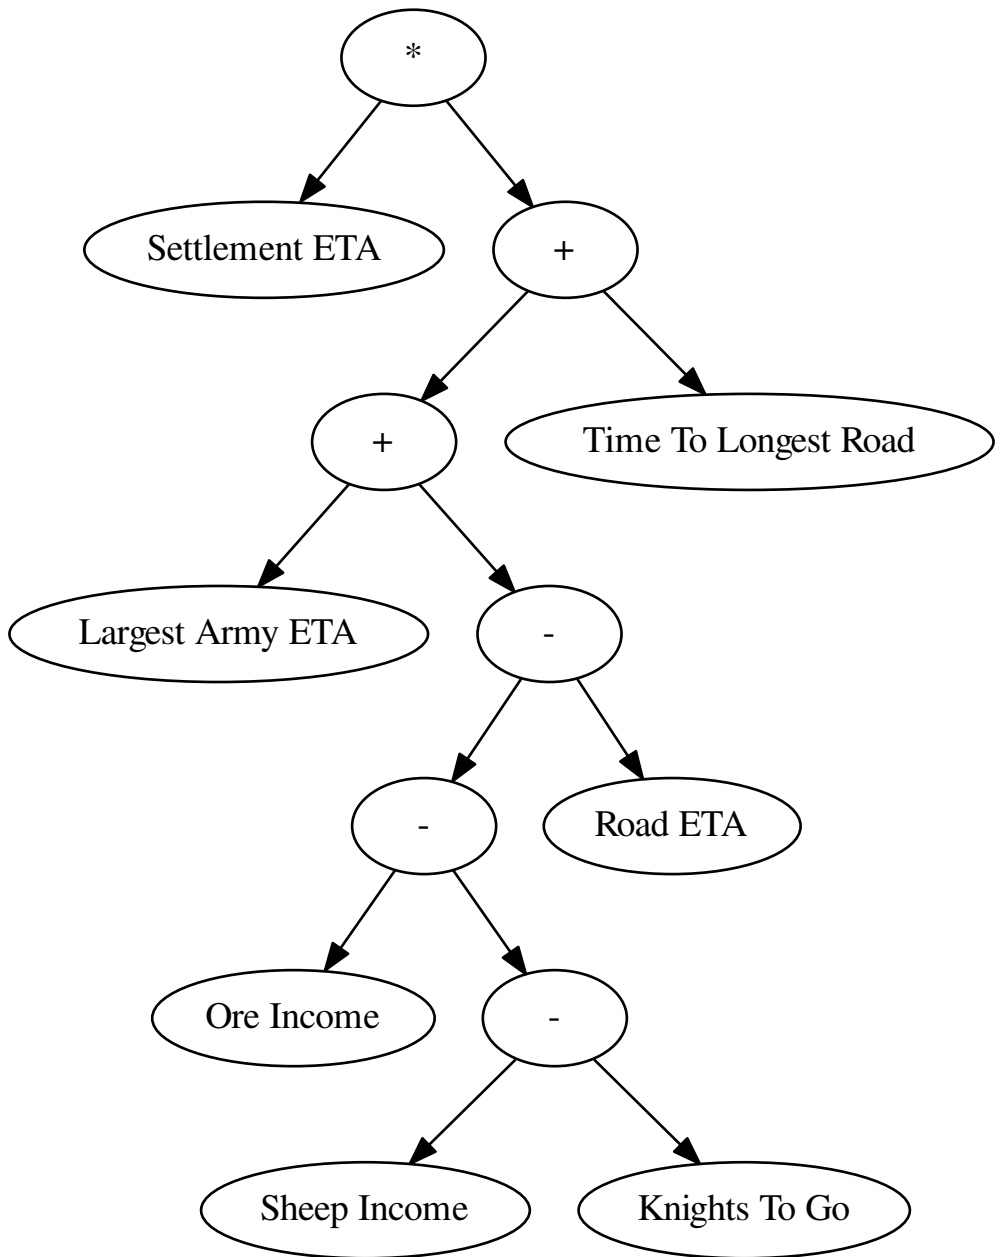 *
Settlement ETA
+
+
Time To Longest Road
Largest Army ETA
-
-
Road ETA
Ore Income
-
Sheep Income
Knights To Go